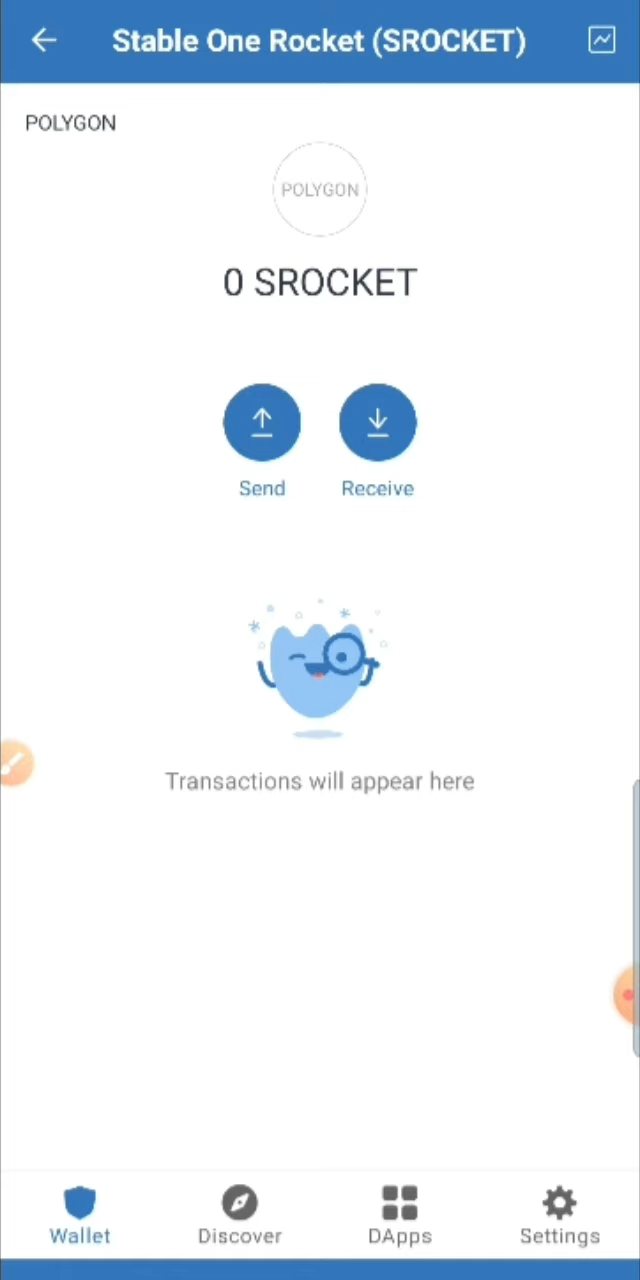 Stable One Rocket (SROCKET)
POLYGON
POLYGON
0 SROCKET
Send
Receive
Transactions will appear here
Wallet
Discover
DApps
Settings